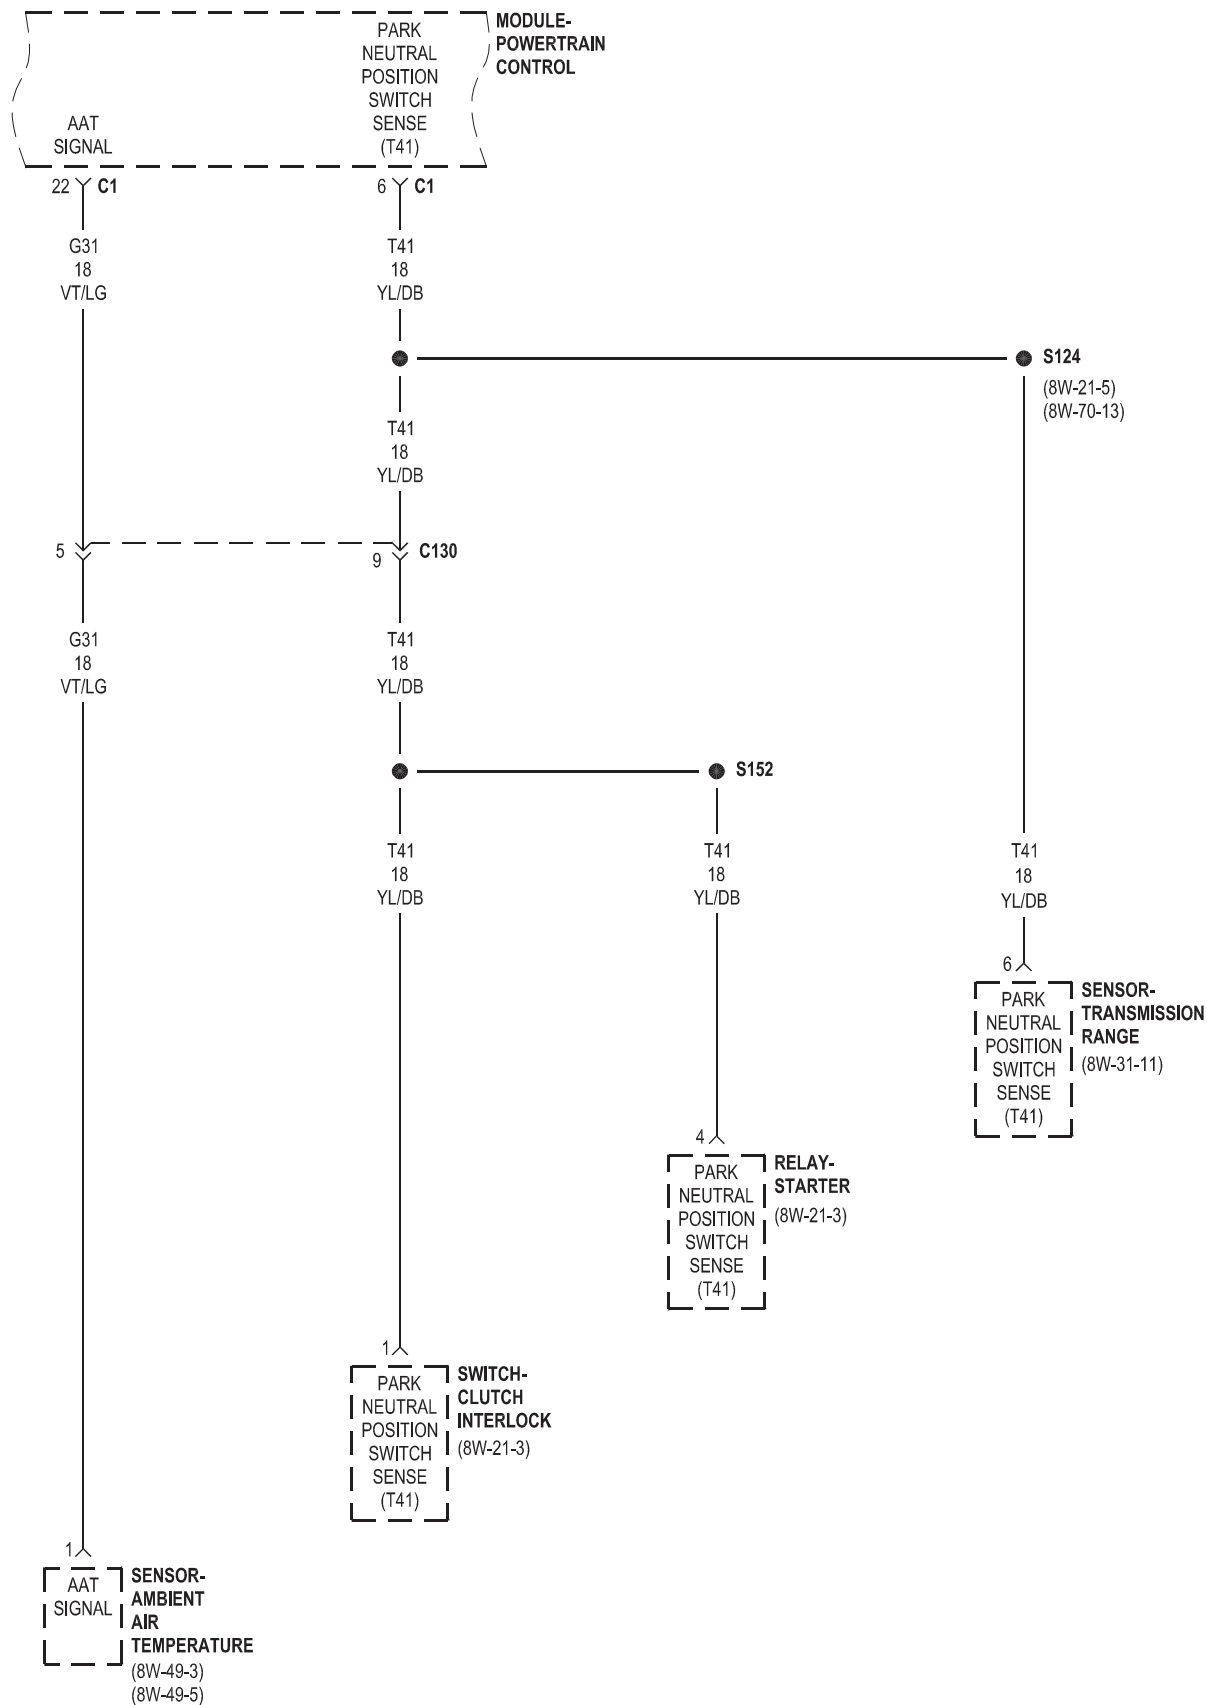 MODULE-
POWERTRAIN
CONTROL
PARK
NEUTRAL
POSITION
SWITCH
SENSE
(T41)
AAT
SIGNAL
22 C1
6 C1
G31
18
VT/LG
T41
18
YL/DB
S124
(8W-21-5)
(8W-70-13)
T41
18
YL/DB
5
9 C130
G31
18
VT/LG
T41
18
YL/DB
S152
T41
18
YL/DB
T41
18
YL/DB
T41
18
YL/DB
6
PARK
NEUTRAL
POSITION
SWITCH
SENSE
(T41)
SENSOR-
TRANSMISSION
RANGE
(8W-31-11)
4
PARK
NEUTRAL
POSITION
SWITCH
SENSE
(T41)
RELAY-
STARTER
(8W-21-3)
1
PARK
NEUTRAL
POSITION
SWITCH
SENSE
(T41)
SWITCH-
CLUTCH
INTERLOCK
(8W-21-3)
1
AAT
SIGNAL
SENSOR-
AMBIENT
AIR
TEMPERATURE
(8W-49-3)
(8W-49-5)